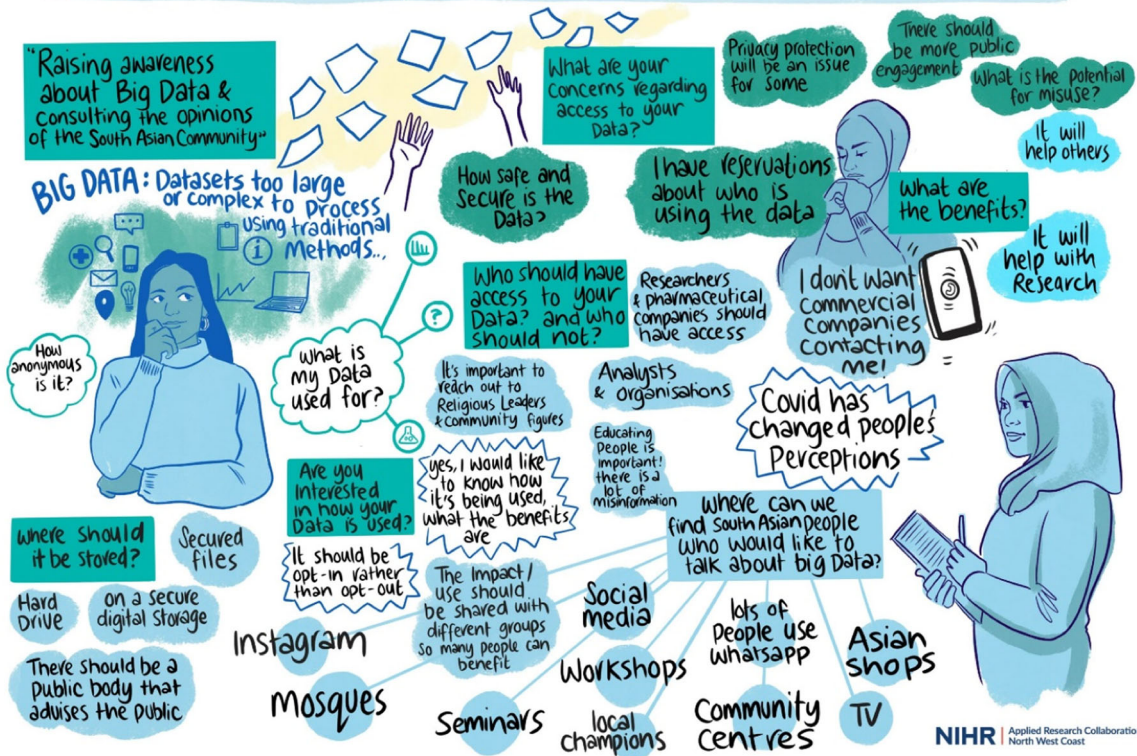 "Raising awareness
about Big Data &
consulting the opinions
of the South Asian Community"
BIG DATA: Datasets too large
or complex to process
using traditional
Methods...
What are your
concerns regarding
access to your
Data?
Privacy protection
will be an issue
for some
There should
be more public
engagement
What is the potential
for misuse?
It will
help others
How safe and
secure is the
Data?
I have reservations
about who is
using the data
What are
the benefits?
It will
help with
Research
Who should have
access to your
Data? and who
should not?
Researchers
& pharmaceutical
companies should
have access
I don't want
commercial
companies
contacting
me!
How
anonymous
is it?
What is
my Data
used for?
It's important to
reach out to
Religious Leaders
& community figures
Analysts
& organisations
Covid has
changed people's
Perceptions
Are you
interested
in how your
Data is used?
yes, I would like
to know how
it's being used,
what the benefits
are
Educating
People is
important!
there is a
lot of
misinformation
where should
it be stored?
Secured
files
Hard
Drive
on a secure
digital storage
There should be a
public body that
advises the public
It should be
opt-in rather
than opt-out
The Impact/
use should
be shared with
different groups
so many people can
benefit
where can we
find South Asian people
who would like to
talk about big Data?
Instagram
Mosques
Seminars
Social
media
Workshops
local
champions
lots of
People use
whatsapp
Community
Centres
Asian
shops
TV
NIHR | Applied Research Collaboratio
North West Coast